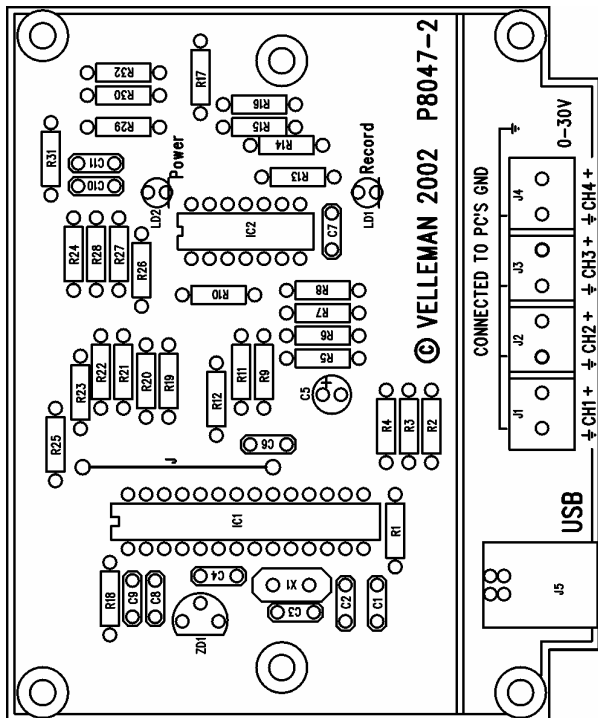 R32
R30
R29
R17
R16
R15
R14
R13
R31
C11
C10
LD2
Power
LD1
Record
IC2
C7
R24
R28
R27
R26
R10
R8
R7
R6
R5
C5
R22
R21
R20
R19
R23
R25
R12
R11
R9
C6
J
R4
R3
R2
IC1
R1
R18
C9
C8
C4
ZD1
X1
C3
C2
C1
© VELLEMAN 2002 P8047-2
CONNECTED TO PC'S GND
0-30V
J4
J3
J2
J1
CH4 +
CH3 +
CH2 +
CH1 +
USB
J5